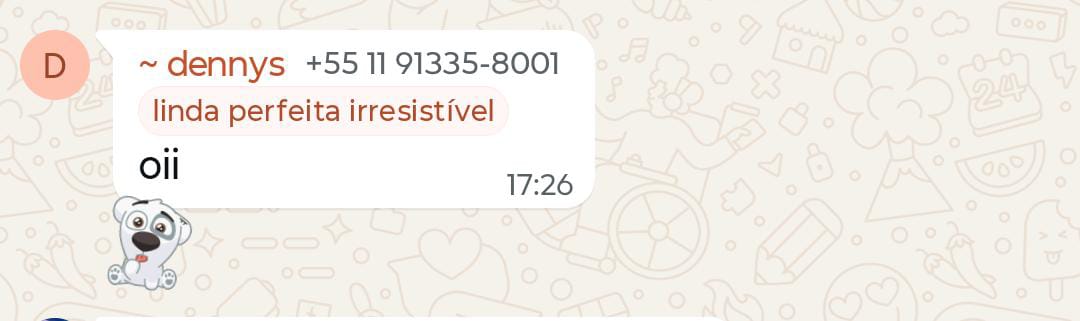 D
~ dennys +55 11 91335-8001
linda perfeita irresistível
oii
17:26